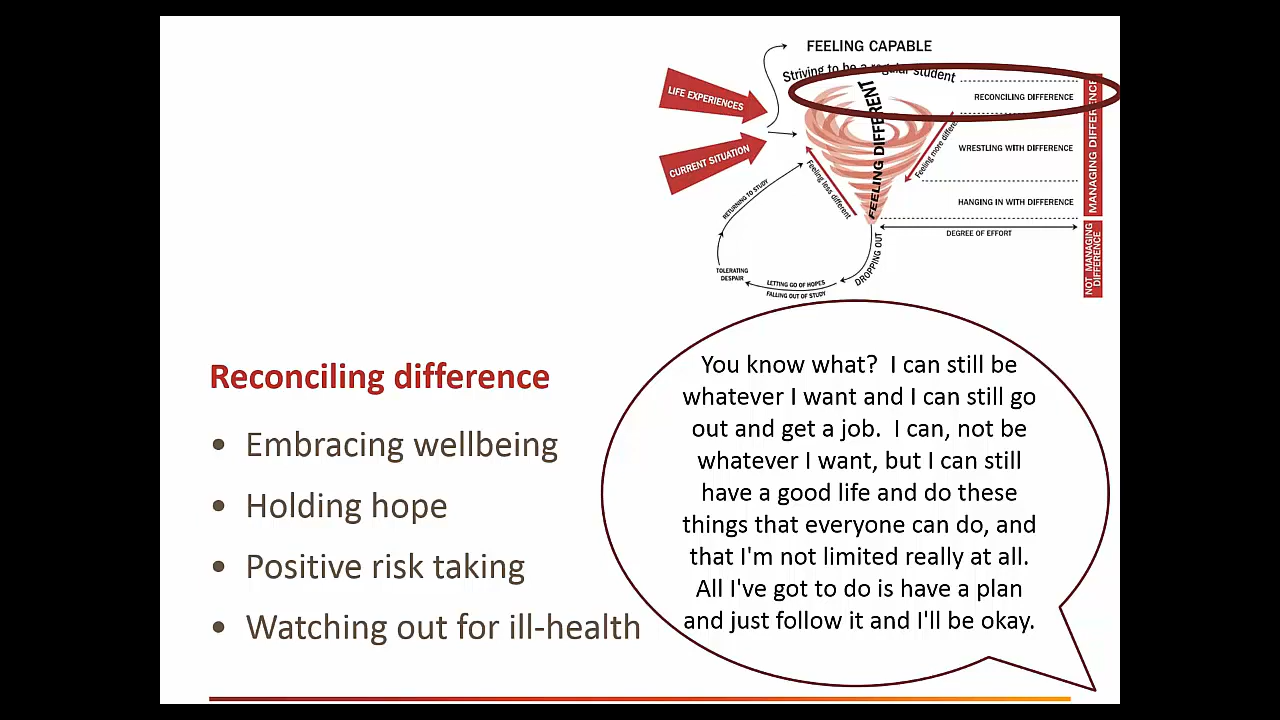 FEELING CAPABLE
Striving to be a regular student
LIFE EXPERIENCES
CURRENT SITUATION
FEELING DIFFERENT
RECONCILING DIFFERENCE
WRESTLING WITH DIFFERENCE
HANGING IN WITH DIFFERENCE
MANAGING DIFFERENCE
NOT MANAGING
DIFFERENCE
Feeling less different
Feeling more
DEGREE OF EFFORT
RETURNING TO STUDY
TOLERATING
DESPAIR
LETTING GO OF HOPES
FALLING OUT OF STUDY
DROPPING OUT
Reconciling difference
• Embracing wellbeing
• Holding hope
• Positive risk taking
• Watching out for ill-health
You know what? I can still be
whatever I want and I can still go
out and get a job. I can, not be
whatever I want, but I can still
have a good life and do these
things that everyone can do, and
that I'm not limited really at all.
All I've got to do is have a plan
and just follow it and I'll be okay.